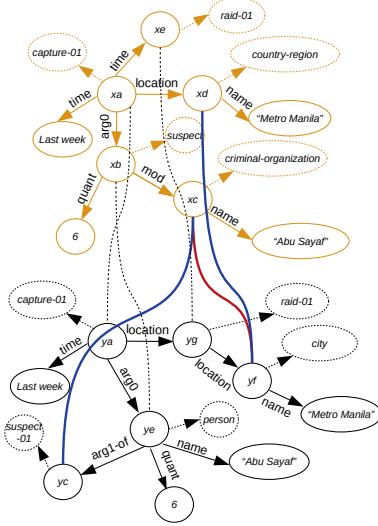 raid-01
xe
capture-01
time
country-region
location
xa
xd
time
name
Last week
arg0
"Metro Manila"
suspect
criminal-organization
xb
mod
quant
xc
name
6
"Abu Sayaf"
capture-01
raid-01
ya
location
yg
city
time
location
yf
Last week
arg0
name
"Metro Manila"
suspect
-01
person
ye
arg1-of
name
"Abu Sayaf"
yc
quant
6